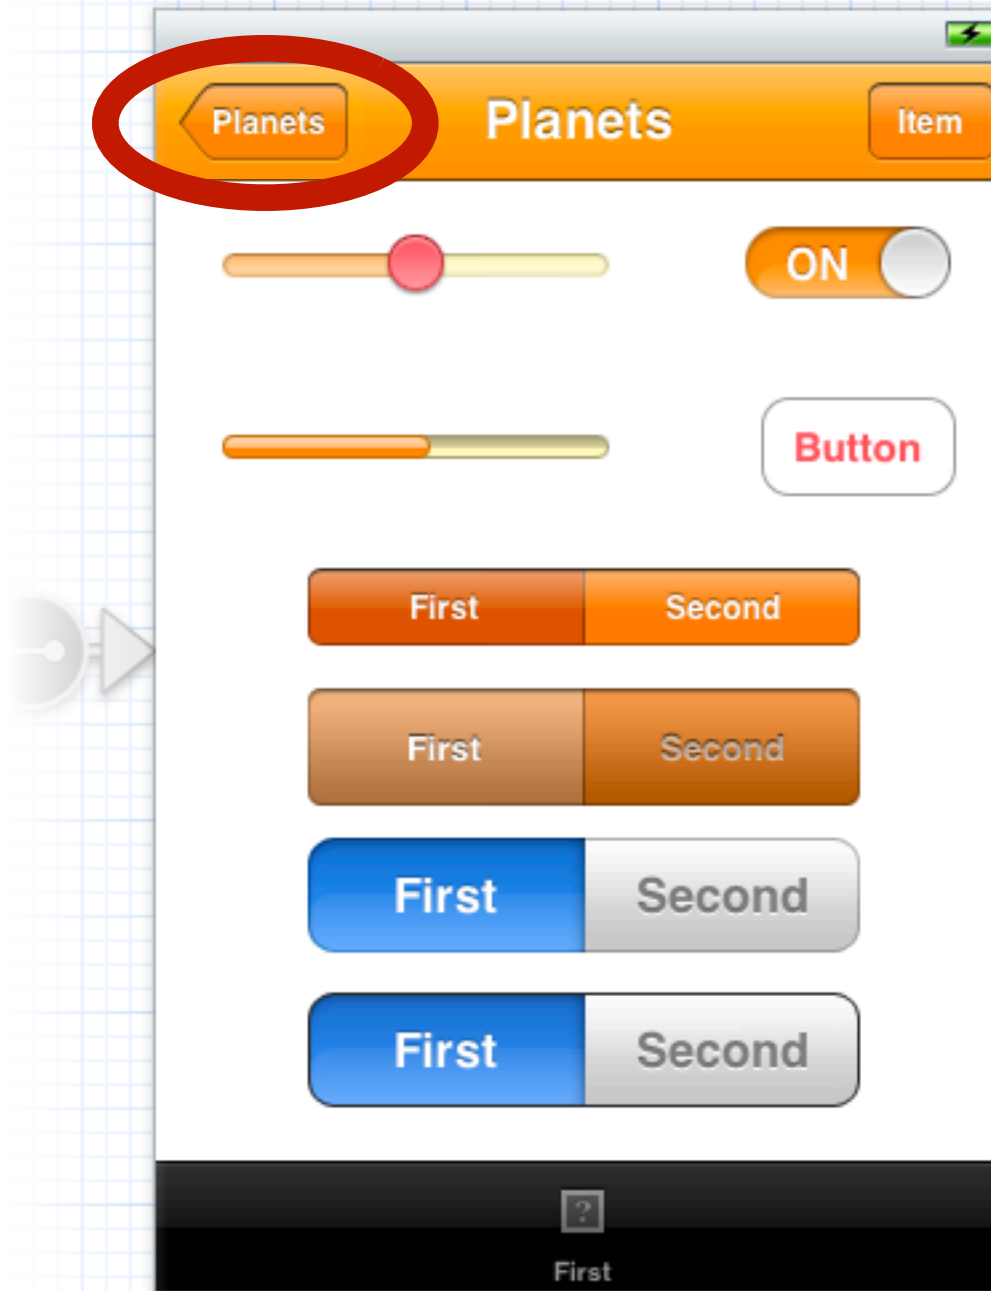 Planets Planets Item
ON
Button
First Second
First Second
First Second
First Second
?
First